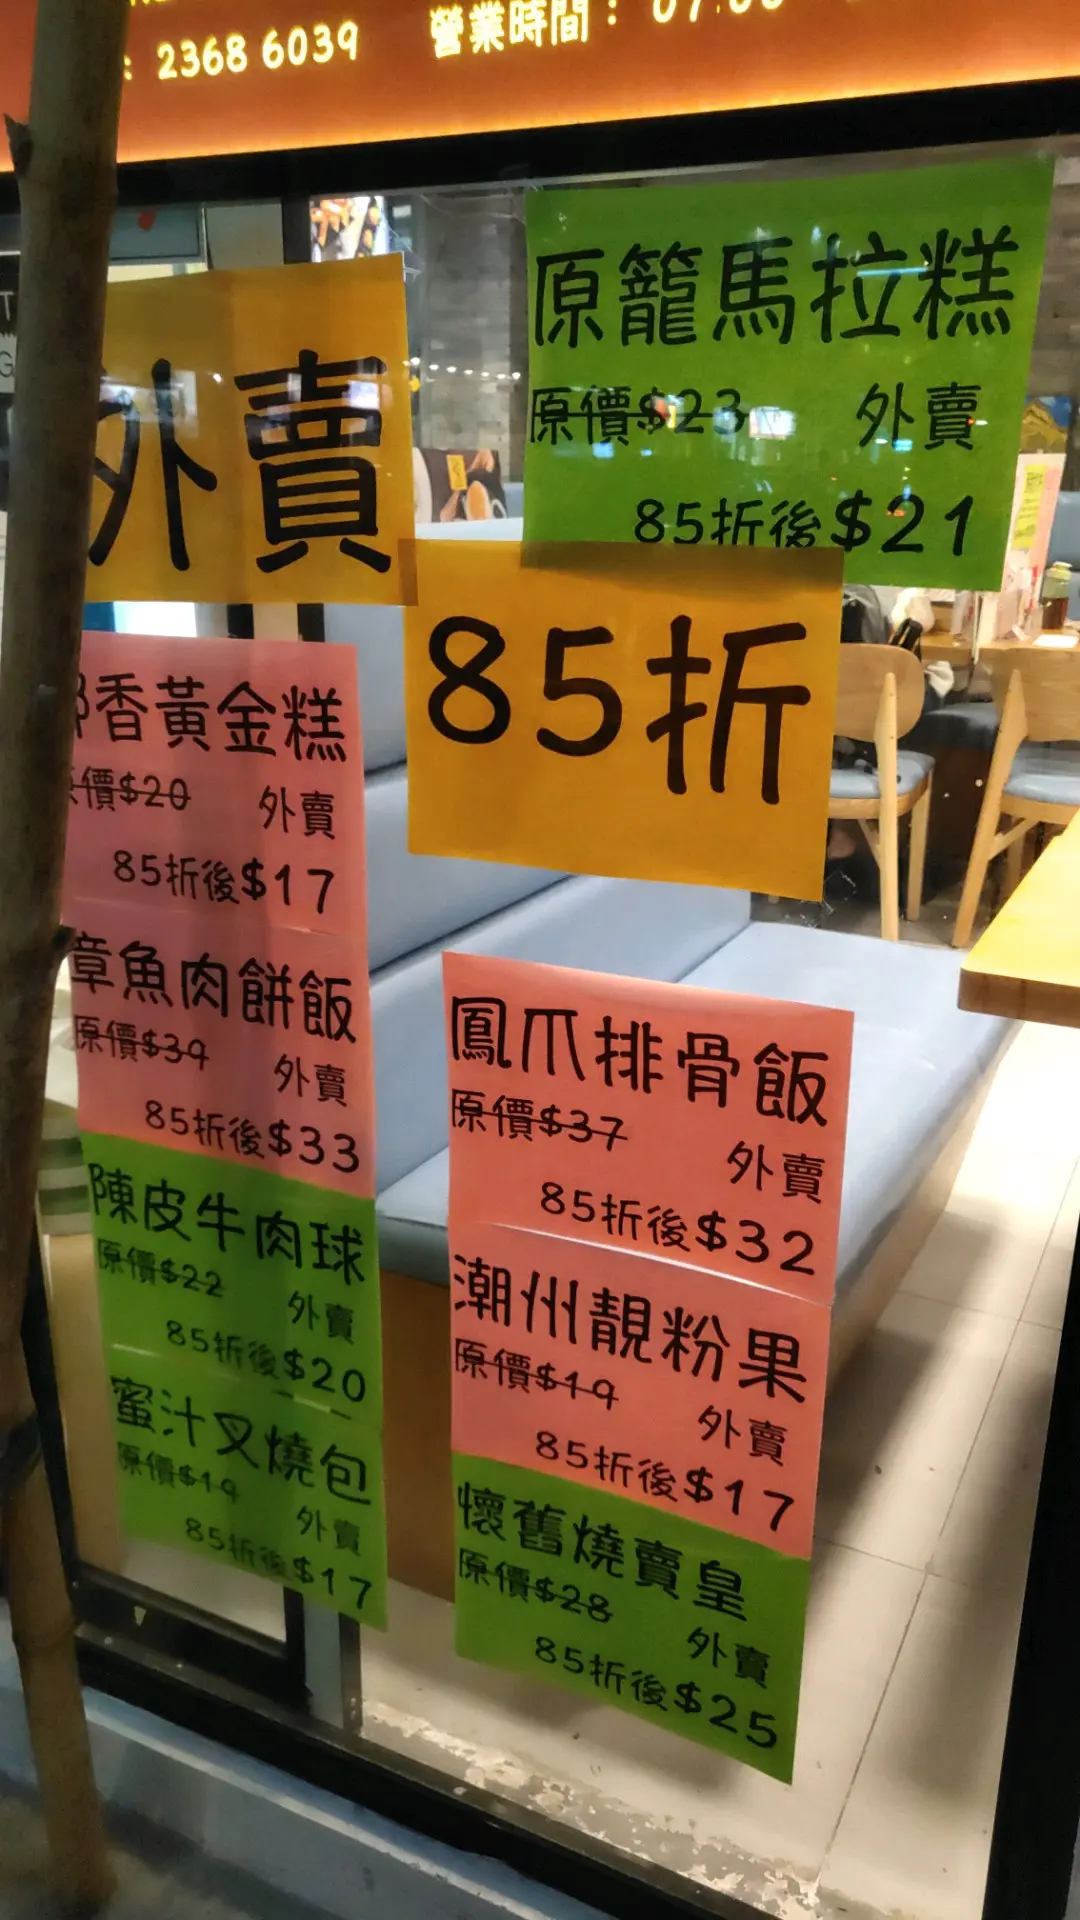 : 2368 6039 營業時間：
外賣
85折
原籠馬拉糕
原價$23 外賣
85折後$21
香黃金糕
原價$20 外賣
85折後$17
章魚肉餅飯
原價$39 外賣
85折後$33
陳皮牛肉球
原價$22 外賣
85折後$20
蜜汁叉燒包
原價$19 外賣
85折後$17
鳳爪排骨飯
原價$37 外賣
85折後$32
潮州靚粉果
原價$19 外賣
85折後$17
懷舊燒賣皇
原價$28 外賣
85折後$25